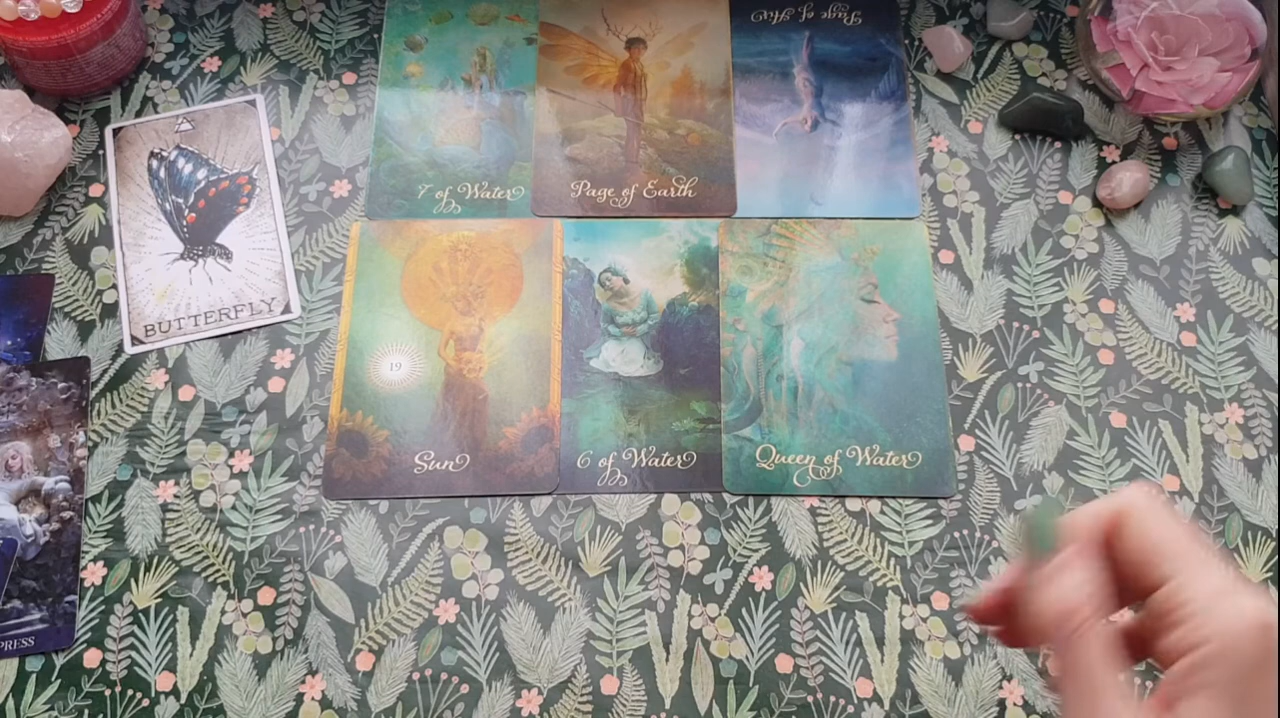 Page of Air
7 of Water
Page of Earth
BUTTERFLY
19
Sun
6 of Water
Queen of Water
PRESS